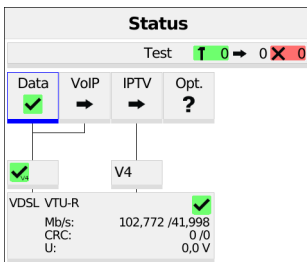 Status
Test 0 0 0
Data VoIP IPTV Opt.
?
V4 V4
VDSL VTU-R
Mb/s: 102,772 /41,998
CRC: 0 /0
U: 0,0 V